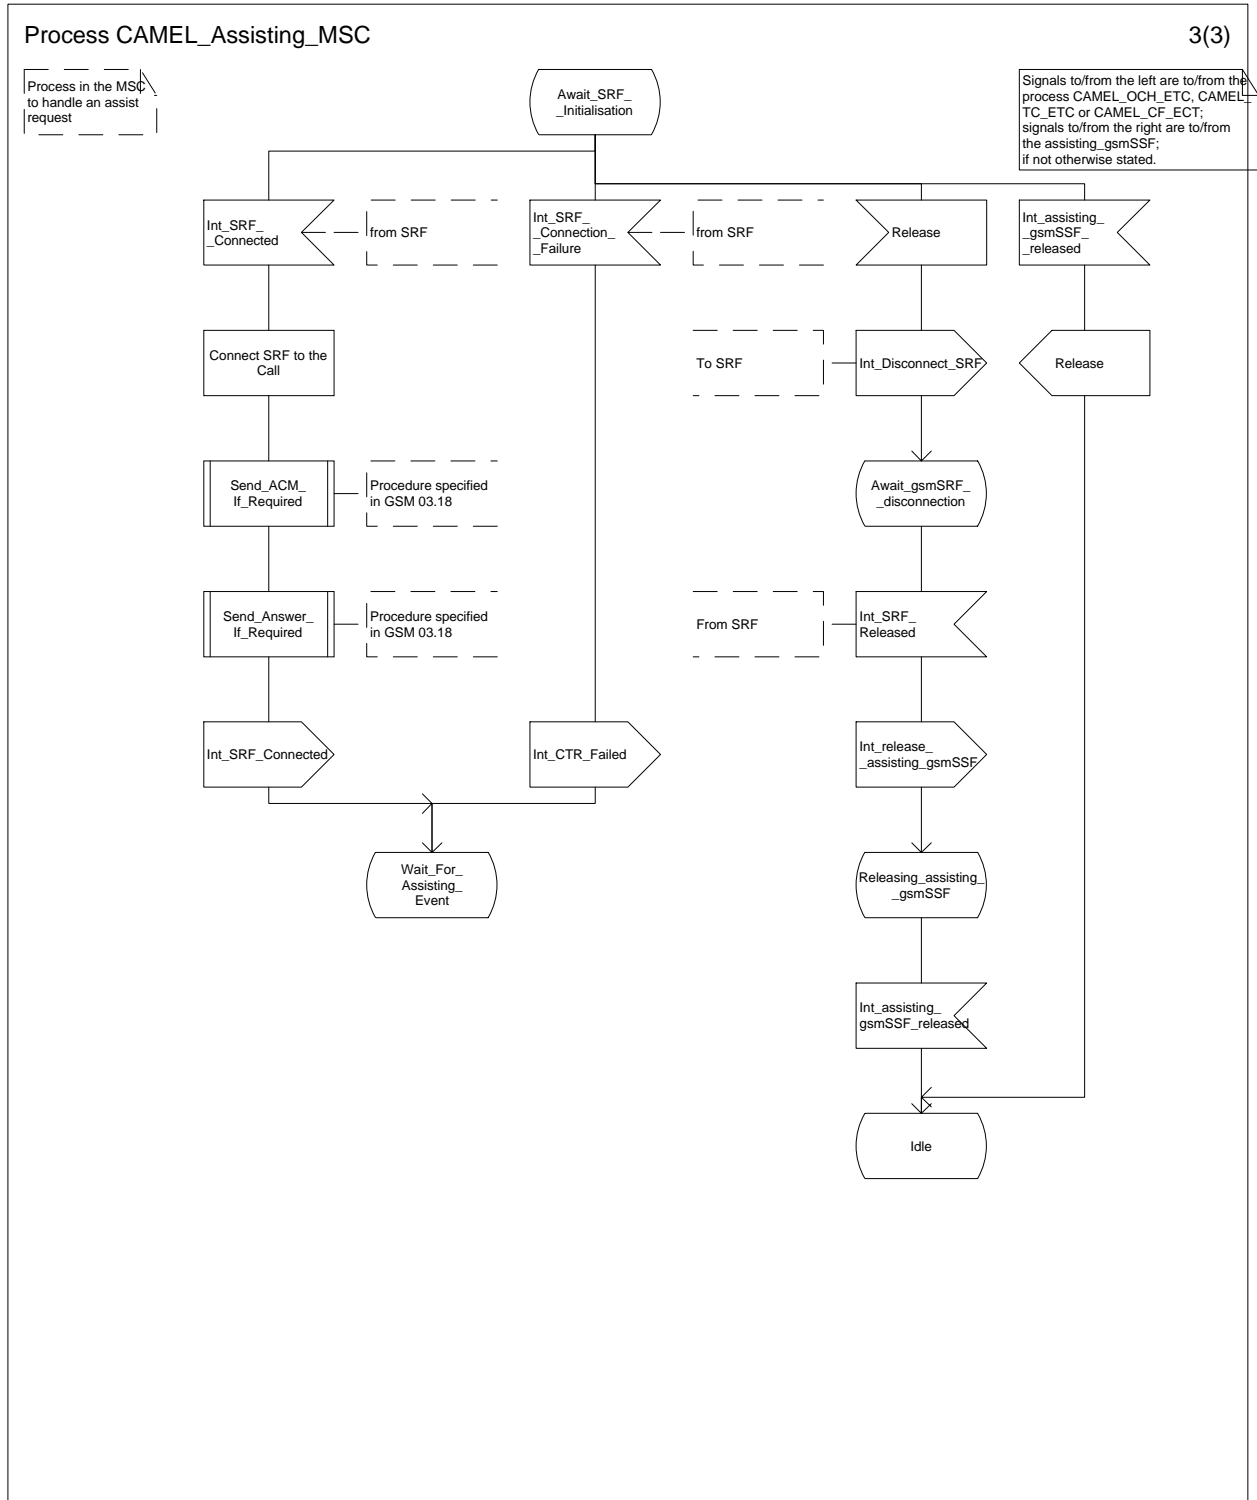 Process CAMEL_Assisting_MSC
3(3)
Process in the MSC
to handle an assist
request
Await_SRF_
_Initialisation
Signals to/from the left are to/from the
process CAMEL_OCH_ETC, CAMEL_
TC_ETC or CAMEL_CF_ECT;
signals to/from the right are to/from
the assisting_gsmSSF;
if not otherwise stated.
Int_SRF_
_Connected
from SRF
Int_SRF_
_Connection_
_Failure
from SRF
Release
Int_assisting_
_gsmSSF_
_released
Connect SRF to the
Call
To SRF
Int_Disconnect_SRF
Release
Send_ACM_
If_Required
Procedure specified
in GSM 03.18
Await_gsmSRF_
_disconnection
Send_Answer_
If_Required
Procedure specified
in GSM 03.18
From SRF
Int_SRF_
Released
Int_SRF_Connected
Int_CTR_Failed
Int_release_
_assisting_gsmSSF
Wait_For_
Assisting_
Event
Releasing_assisting_
_gsmSSF
Int_assisting_
gsmSSF_released
Idle